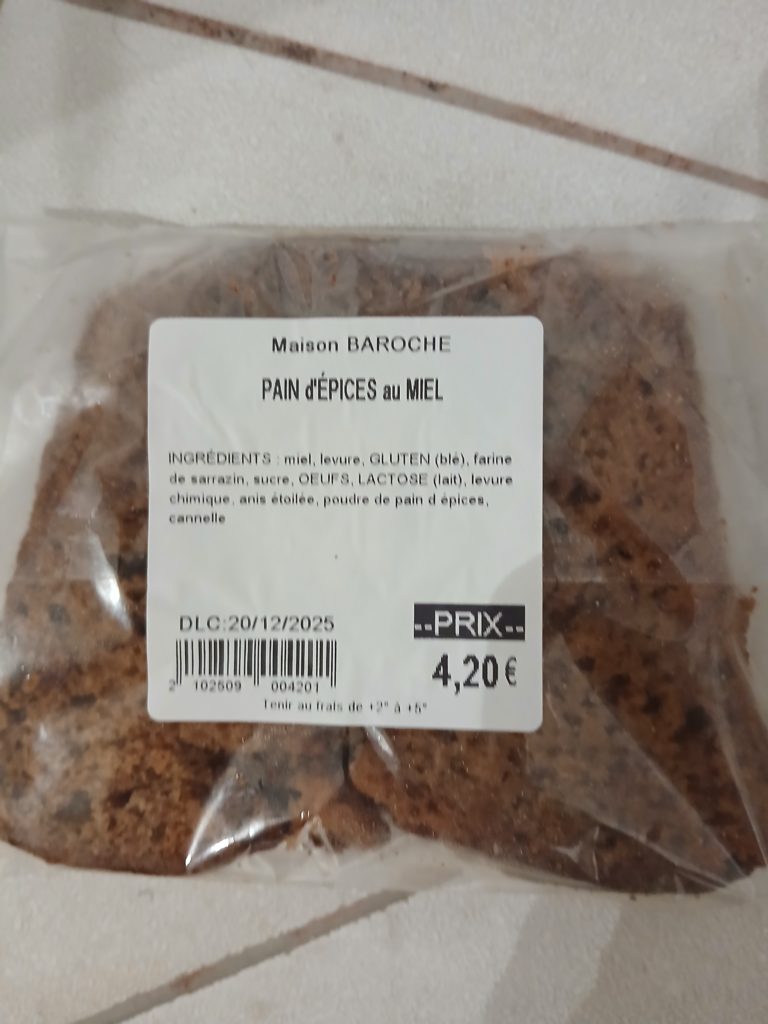 Maison BAROCHE
PAIN d'ÉPICES au MIEL
INGRÉDIENTS : miel, levure, GLUTEN (blé), farine
de sarrazin, sucre, OEUFS, LACTOSE (lait), levure
chimique, anis étoilée, poudre de pain d épices,
cannelle
DLC:20/12/2025
--PRIX--
4,20€
2 102509 004201
Tenir au frais de +2° à +5°